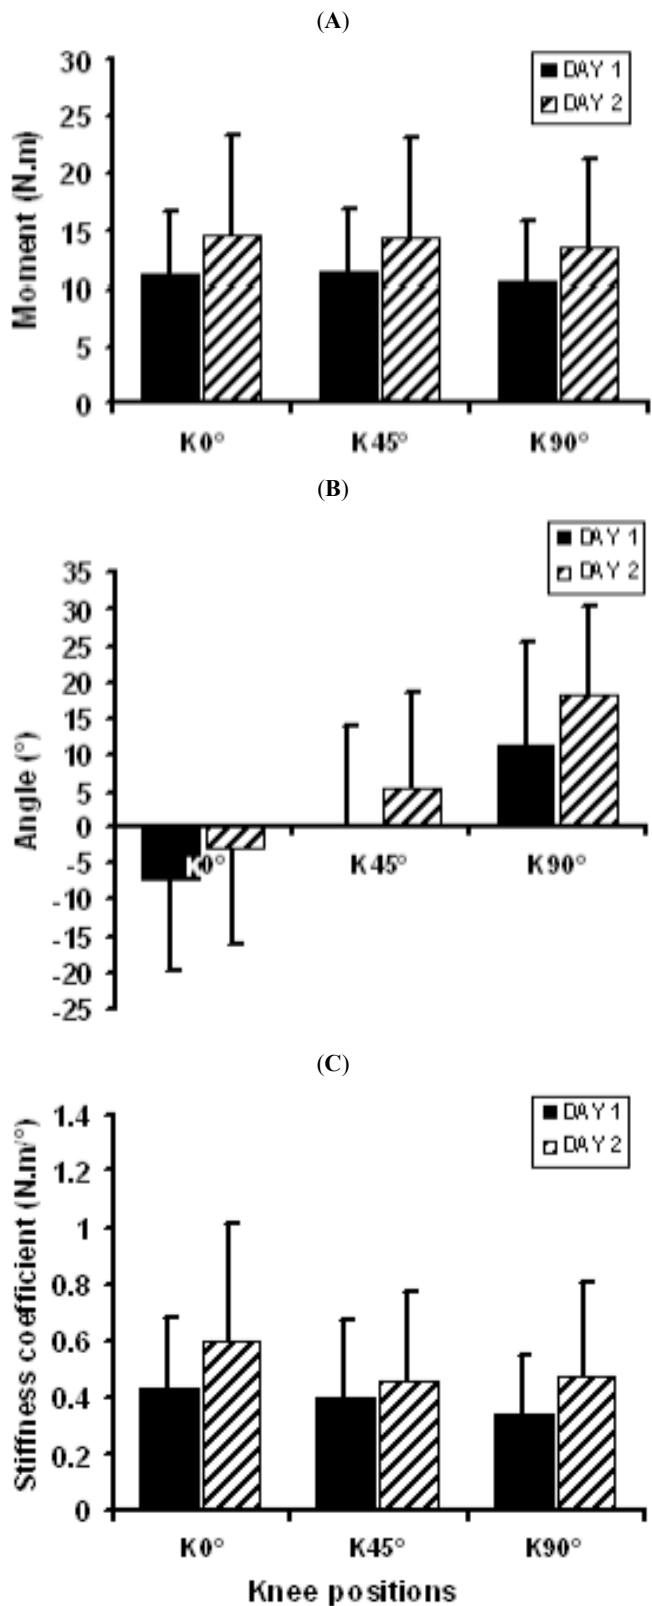 (A)
30
25
20
15
10
5
0
Moment (N.m)
DAY 1
DAY 2
K0°
K45°
K90°
(B)
35
30
25
20
15
10
5
0
-5
-10
-15
-20
-25
Angle (°)
DAY 1
DAY 2
K0°
K45°
K90°
(C)
1.4
1.2
1
0.8
0.6
0.4
0.2
0
Stiffness coefficient (N.m/°)
DAY 1
DAY 2
K0°
K45°
K90°
Knee positions